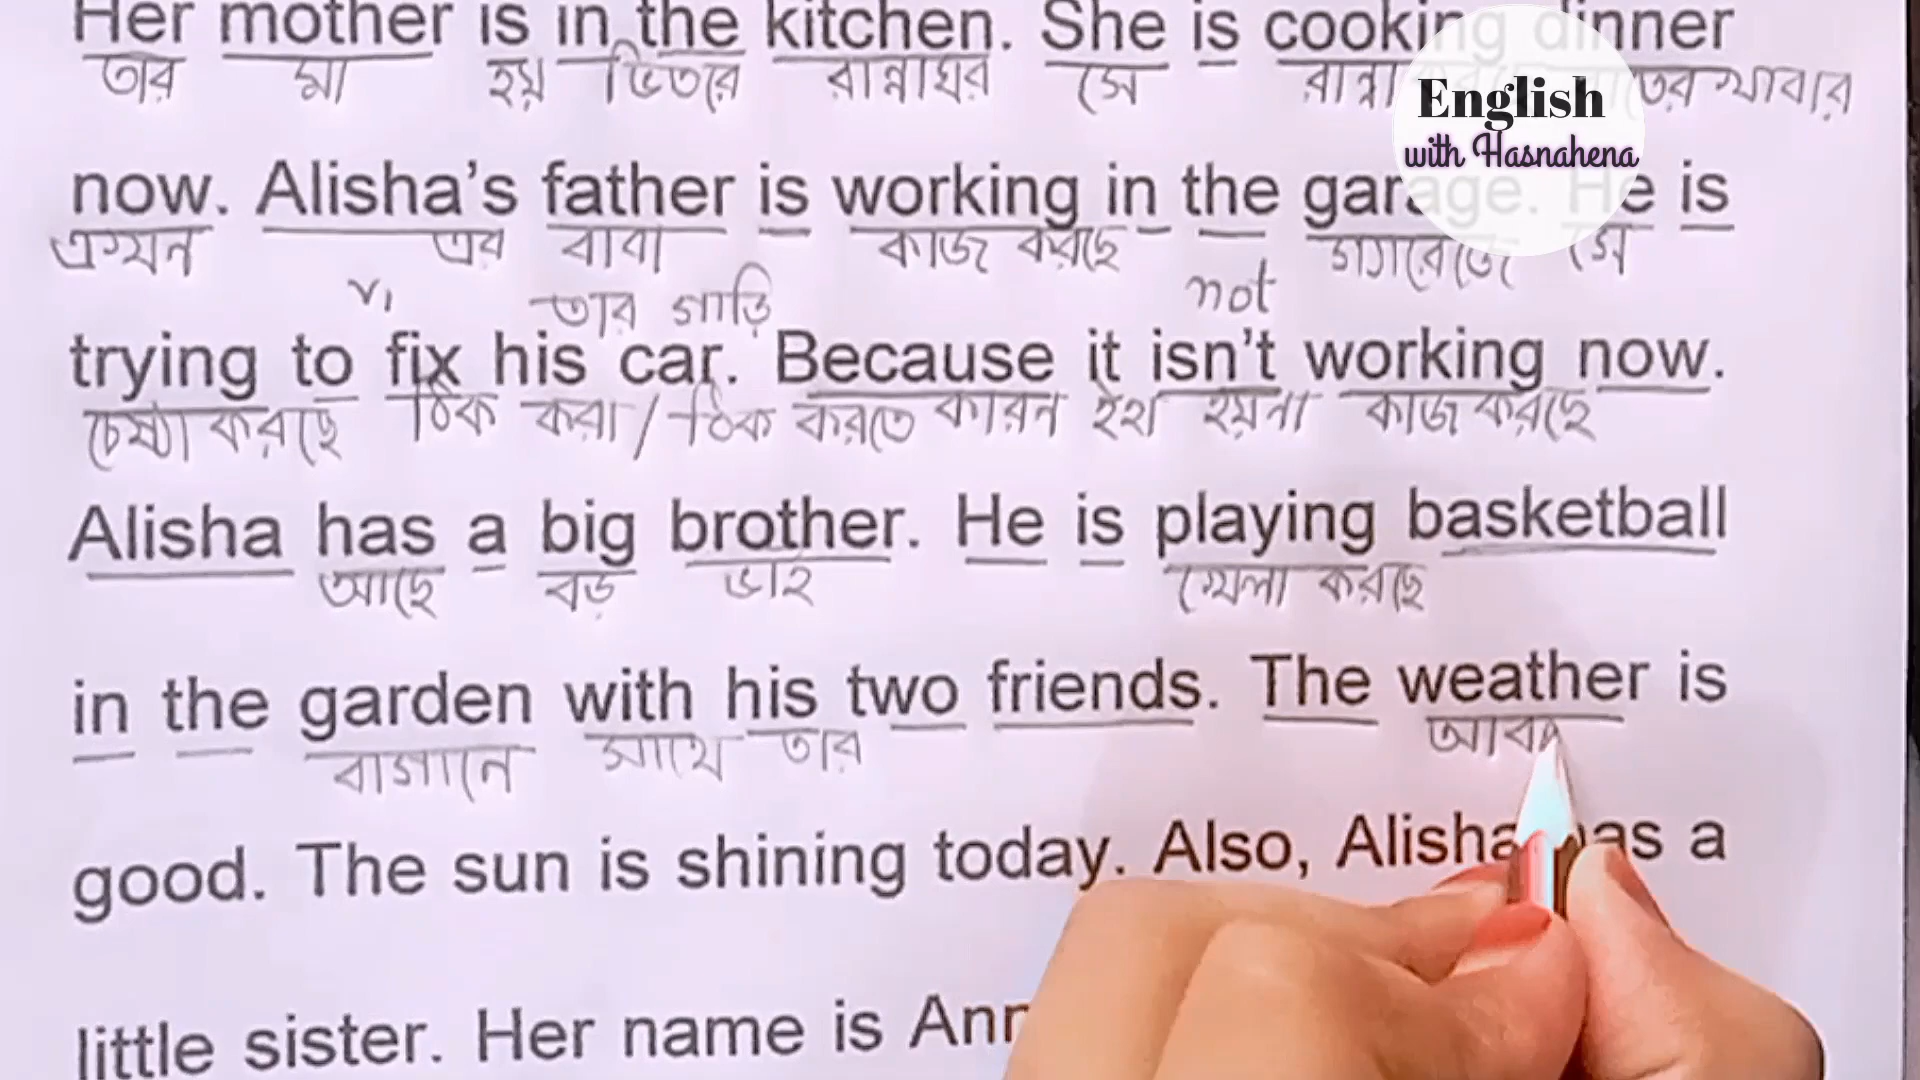 Her mother is in the kitchen. She is cooking dinner
তার মা হয় ভিতরে রান্নাঘর সে রান্না রাতের খাবার
English
with Hasnahena
now. Alisha’s father is working in the garage. He is
এখন এর বাবা কাজ করছে গ্যারেজে সে
v, তার গাড়ি not
trying to fix his car. Because it isn’t working now.
চেষ্টা করছে ঠিক করা / ঠিক করতে কারন ইহা হয়না কাজ করছে
Alisha has a big brother. He is playing basketball
আছে বড় ভাই খেলা করছে
in the garden with his two friends. The weather is
বাগানে সাথে তার
good. The sun is shining today. Also, Alisha has a
little sister. Her name is